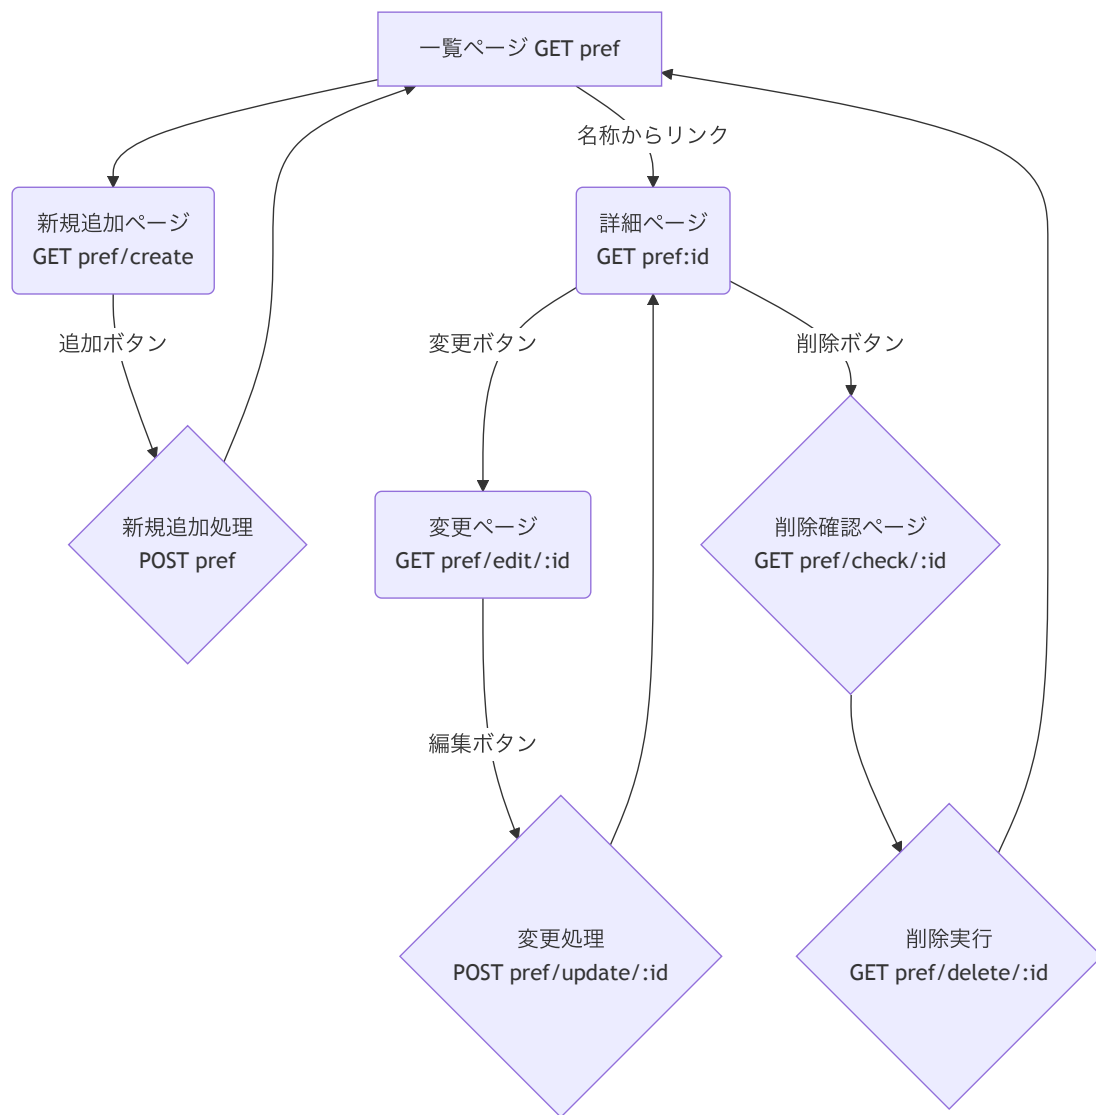 一覧ページ GET pref
名称からリンク
新規追加ページ
GET pref/create
詳細ページ
GET pref:id
追加ボタン
変更ボタン
削除ボタン
新規追加処理
POST pref
変更ページ
GET pref/edit/:id
削除確認ページ
GET pref/check/:id
編集ボタン
変更処理
POST pref/update/:id
削除実行
GET pref/delete/:id